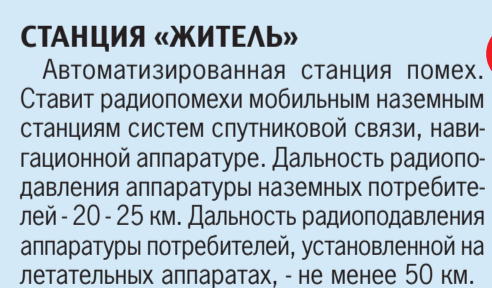 СТАНЦИЯ «ЖИТЕЛЬ»
Автоматизированная станция помех.
Ставит радиопомехи мобильным наземным
станциям систем спутниковой связи, нави-
гационной аппаратуре. Дальность радиопо-
давления аппаратуры наземных потребите-
лей - 20 - 25 км. Дальность радиоподавления
аппаратуры потребителей, установленной на
летательных аппаратах, - не менее 50 км.